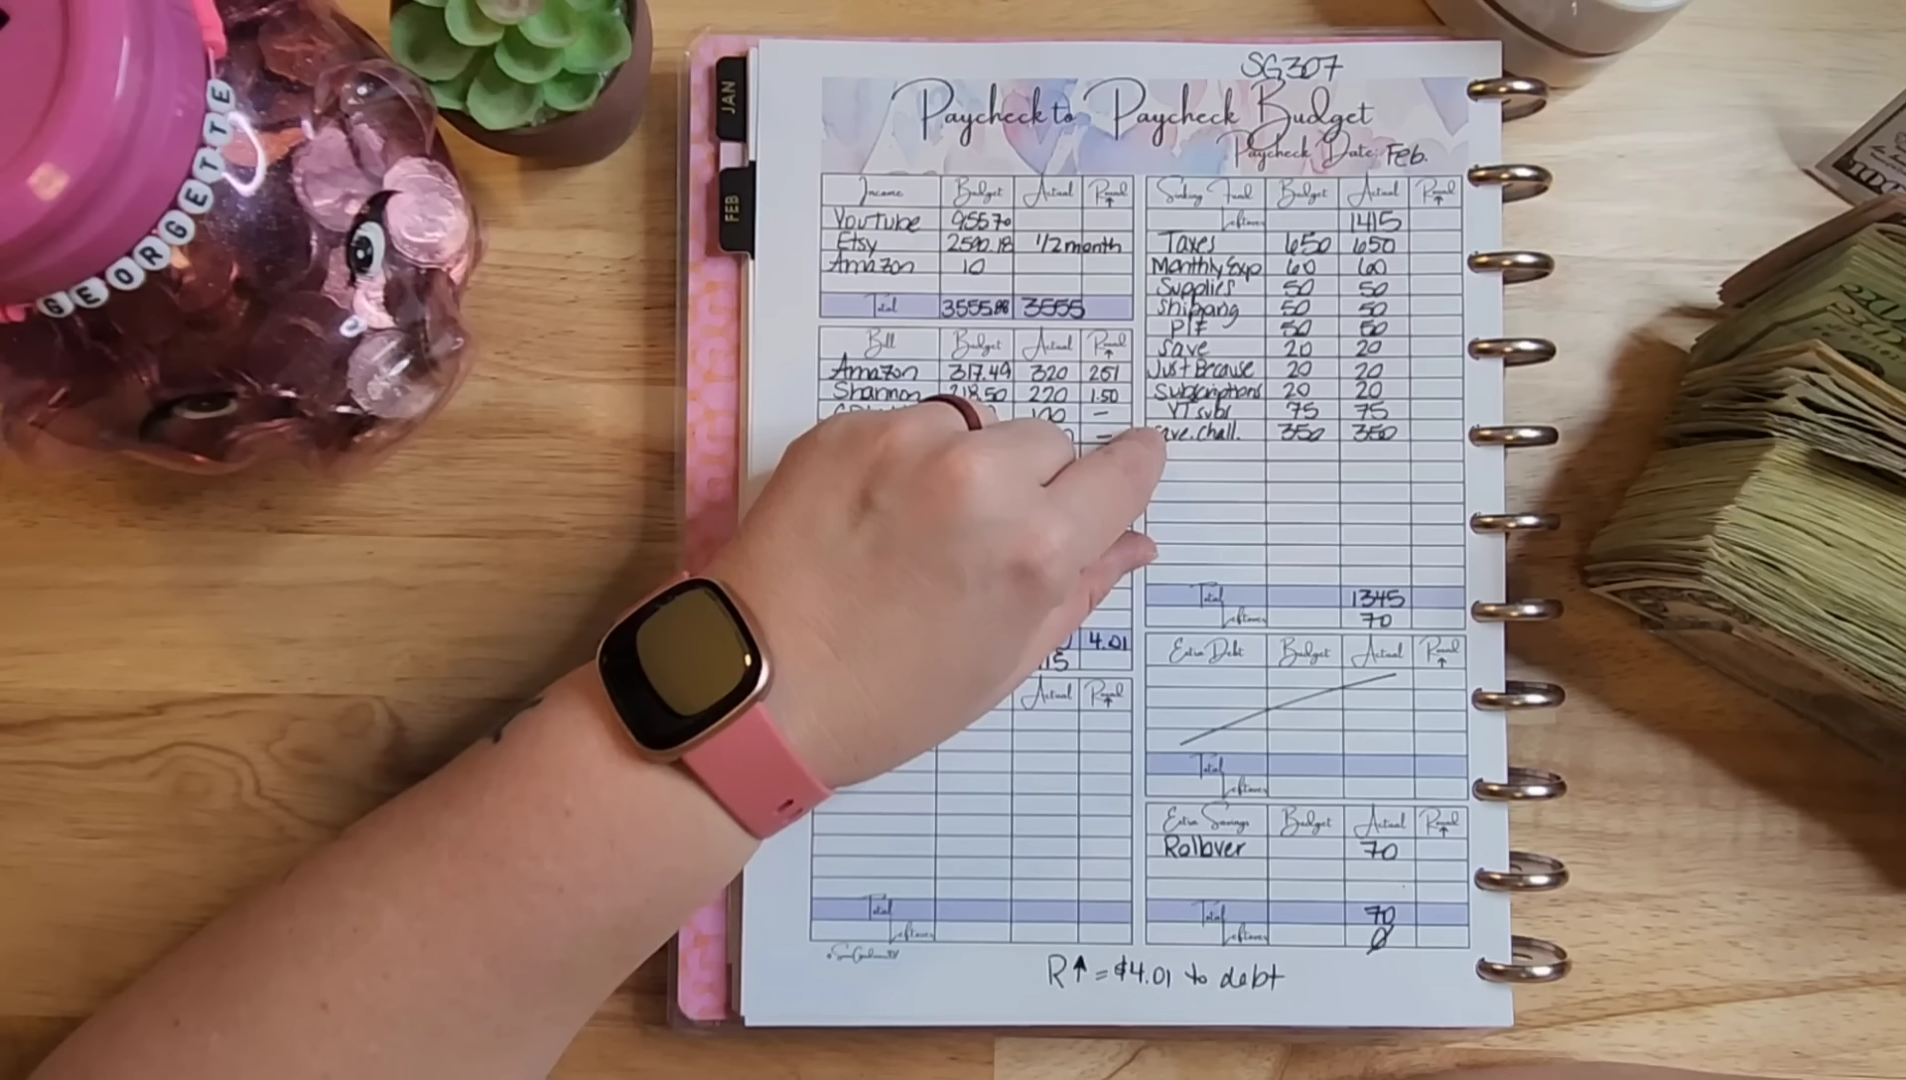 SG307
Paycheck to Paycheck Budget
Paycheck Date: Feb.
JAN
FEB
GEORGETTE
Income Budget Actual Round ↑
YouTube 955.70
Etsy 2590.18 1/2 month
Amazon 10
Total 3555.88 3555
Bill Budget Actual Round ↑
Amazon 317.49 320 2.51
Shannon 218.50 220 1.50
100 —
—
4.01
15
Actual Round ↑
Total
Leftover
Sinking Fund Budget Actual Round ↑
Leftover 1415
Taxes 650 650
Monthly Exp 60 60
Supplies 50 50
Shipping 50 50
PIF 50 50
Save 20 20
Just Because 20 20
Subscriptions 20 20
YT subs 75 75
ave. chall. 350 350
Total 1345
Leftover 70
Extra Debt Budget Actual Round ↑
Total
Leftover
Extra Savings Budget Actual Round ↑
Rollover 70
Total 70
Leftover 0
R↑ = $4.01 to debt
100